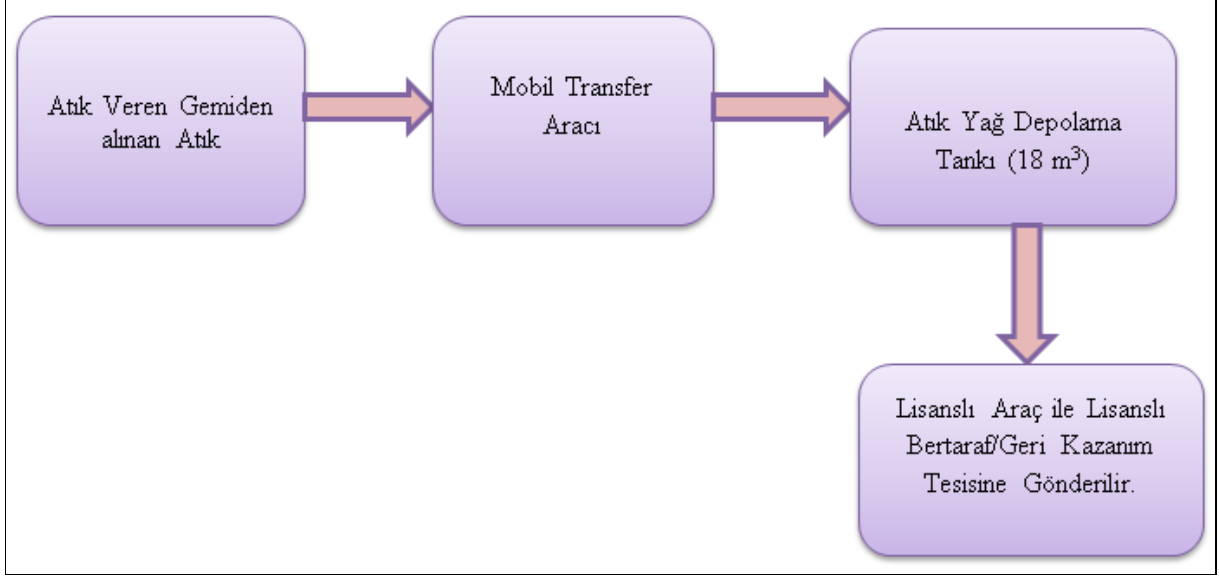 Atık Veren Gemiden
alınan Atık
Mobil Transfer
Aracı
Atık Yağ Depolama
Tankı (18 m³)
Lisanslı Araç ile Lisanslı
Bertaraf/Geri Kazanım
Tesisine Gönderilir.